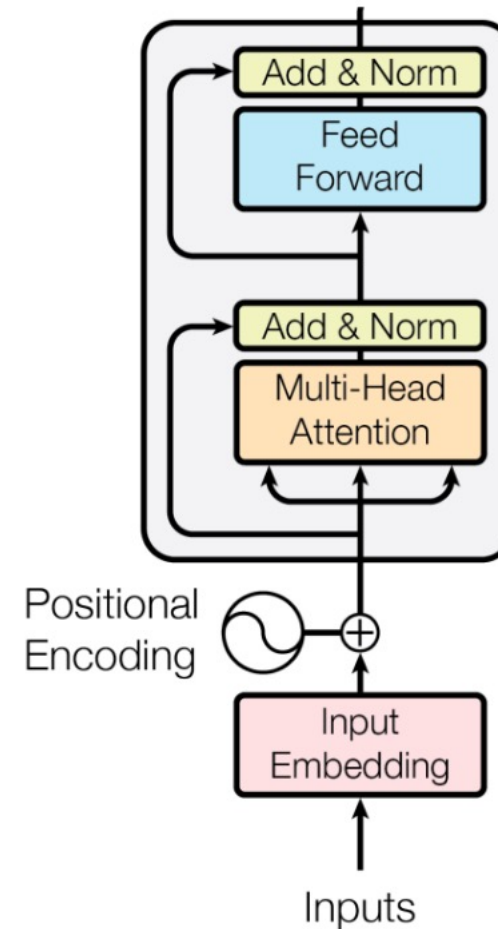 Add & Norm
Feed
Forward
Add & Norm
Multi-Head
Attention
Positional
Encoding
Input
Embedding
Inputs